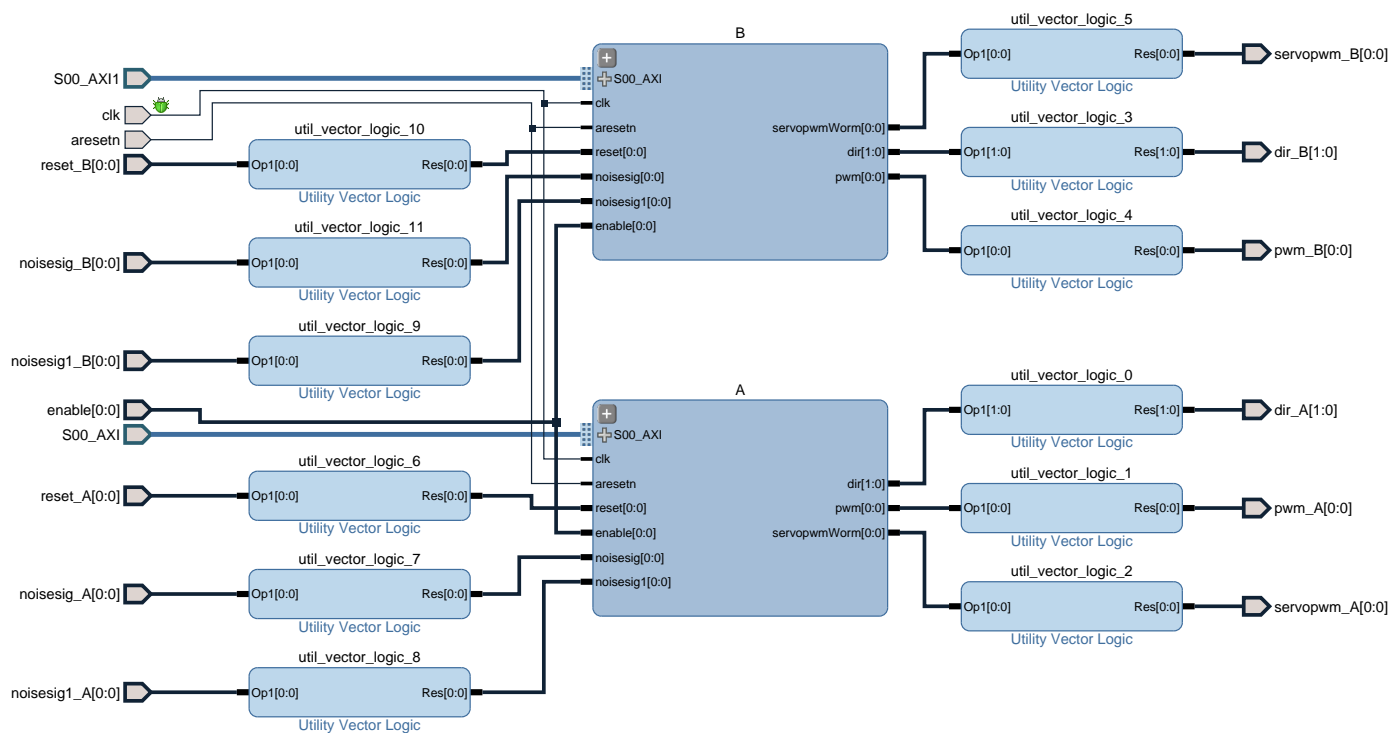 util_vector_logic_5
Op1[0:0] Res[0:0]
Utility Vector Logic
servopwm_B[0:0]
B
S00_AXI1
S00_AXI
clk
clk
aresetn
aresetn
servopwmWorm[0:0]
util_vector_logic_3
Op1[1:0] Res[1:0]
Utility Vector Logic
dir_B[1:0]
util_vector_logic_10
reset_B[0:0]
Op1[0:0] Res[0:0]
Utility Vector Logic
reset[0:0]
dir[1:0]
noisesig[0:0]
pwm[0:0]
noisesig1[0:0]
enable[0:0]
util_vector_logic_4
Op1[0:0] Res[0:0]
Utility Vector Logic
pwm_B[0:0]
util_vector_logic_11
noisesig_B[0:0]
Op1[0:0] Res[0:0]
Utility Vector Logic
util_vector_logic_9
noisesig1_B[0:0]
Op1[0:0] Res[0:0]
Utility Vector Logic
enable[0:0]
S00_AXI
A
S00_AXI
clk
aresetn
dir[1:0]
reset[0:0]
pwm[0:0]
enable[0:0]
servopwmWorm[0:0]
noisesig[0:0]
noisesig1[0:0]
util_vector_logic_0
Op1[1:0] Res[1:0]
Utility Vector Logic
dir_A[1:0]
util_vector_logic_6
reset_A[0:0]
Op1[0:0] Res[0:0]
Utility Vector Logic
util_vector_logic_1
Op1[0:0] Res[0:0]
Utility Vector Logic
pwm_A[0:0]
util_vector_logic_7
noisesig_A[0:0]
Op1[0:0] Res[0:0]
Utility Vector Logic
util_vector_logic_2
Op1[0:0] Res[0:0]
Utility Vector Logic
servopwm_A[0:0]
util_vector_logic_8
noisesig1_A[0:0]
Op1[0:0] Res[0:0]
Utility Vector Logic